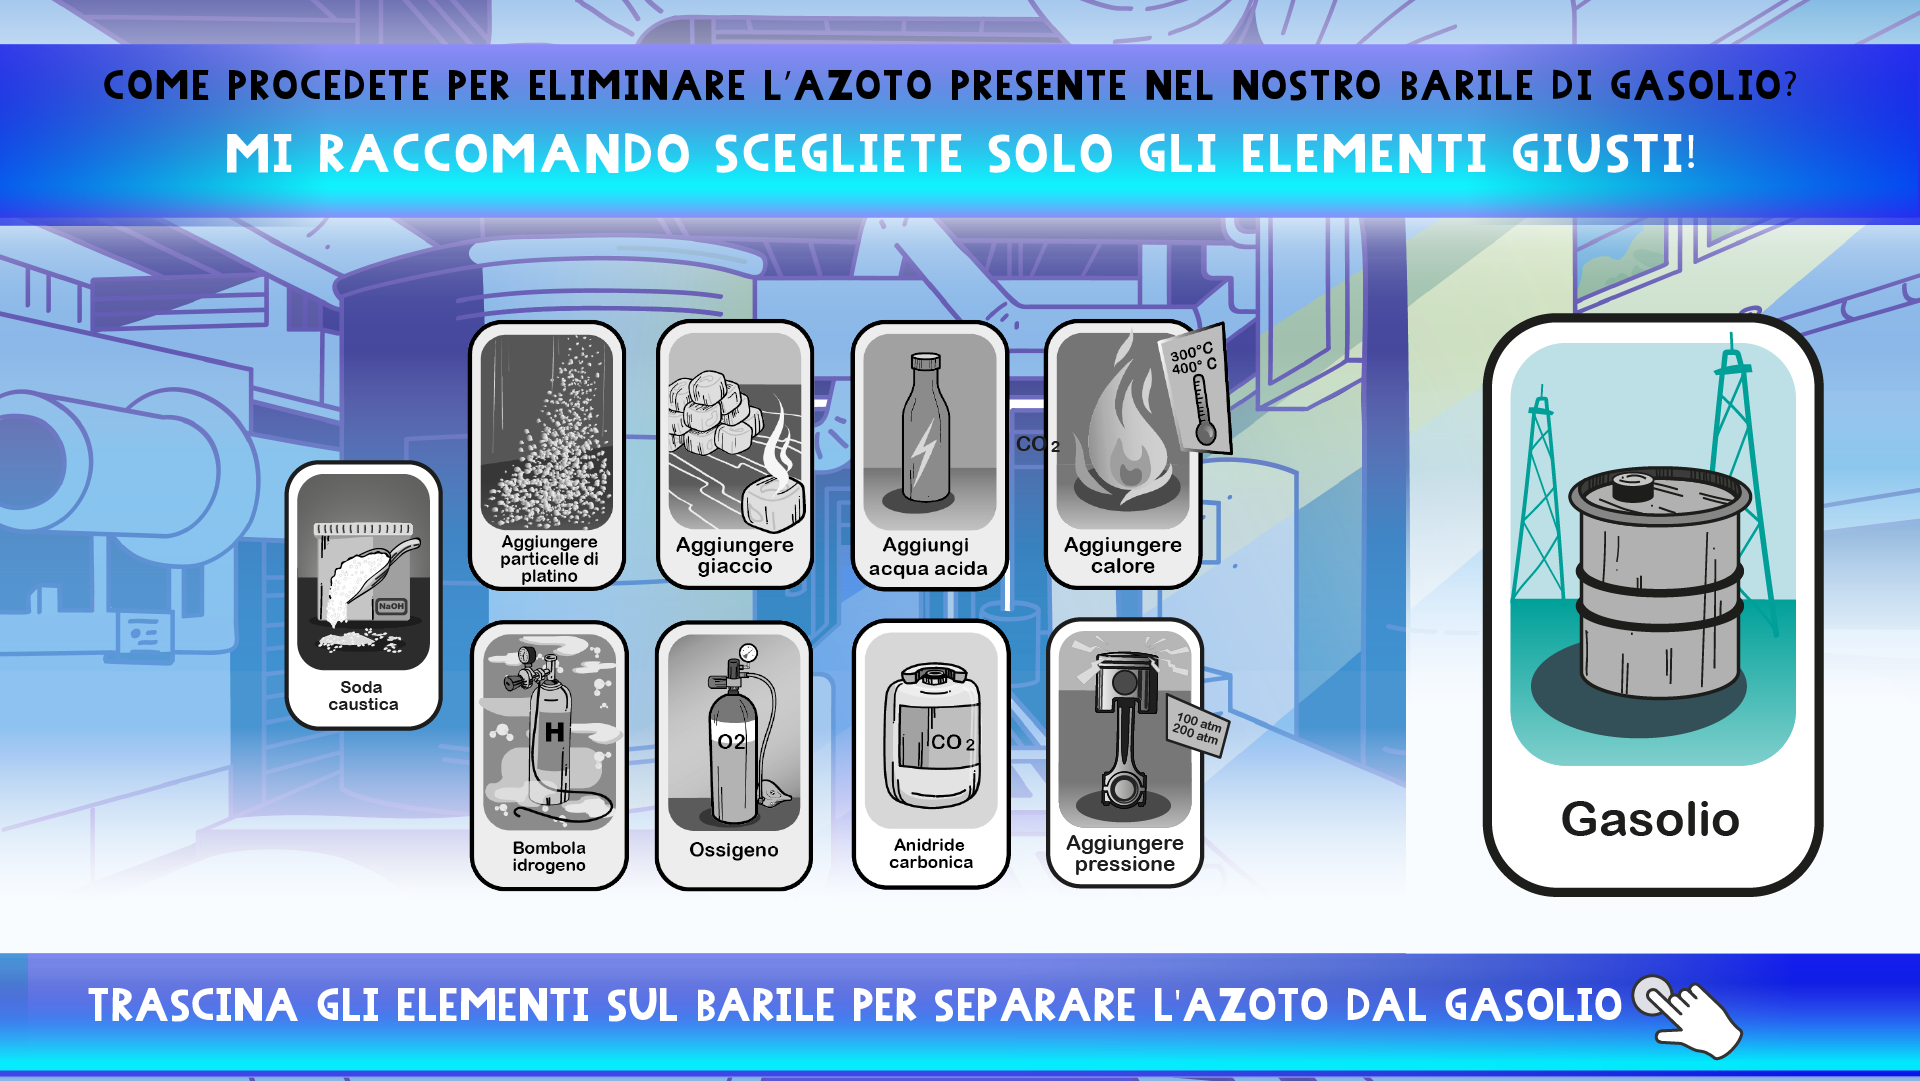 COME PROCEDETE PER ELIMINARE L'AZOTO PRESENTE NEL NOSTRO BARILE DI GASOLIO?
MI RACCOMANDO SCEGLIETE SOLO GLI ELEMENTI GIUSTI!
NaOH
Soda
caustica
Aggiungere
particelle di
platino
Aggiungere
giaccio
Aggiungi
acqua acida
CO 2
300°C
400° C
Aggiungere
calore
H
Bombola
idrogeno
O2
Ossigeno
CO 2
Anidride
carbonica
100 atm
200 atm
Aggiungere
pressione
Gasolio
TRASCINA GLI ELEMENTI SUL BARILE PER SEPARARE L'AZOTO DAL GASOLIO